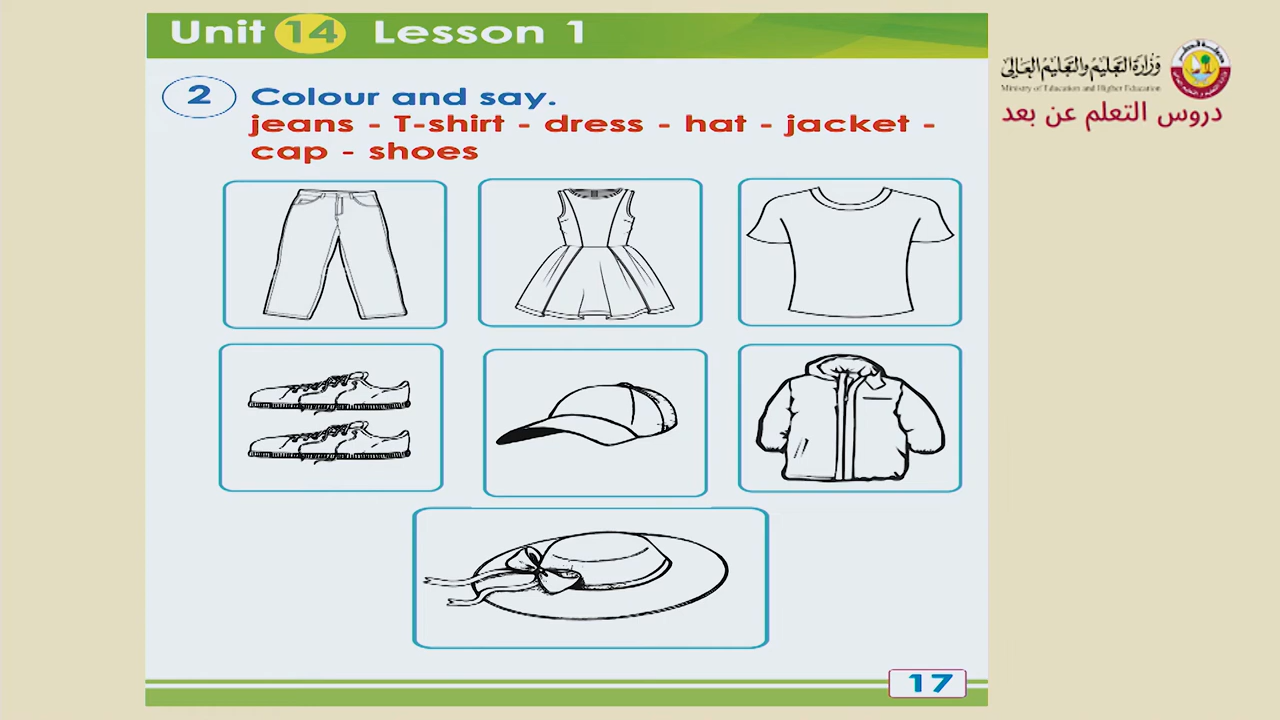 Unit 14 Lesson 1
2 Colour and say.
jeans - T-shirt - dress - hat - jacket -
cap - shoes
17
وزارة التعليم والتعليم العالي
Ministry of Education and Higher Education
دروس التعلم عن بعد